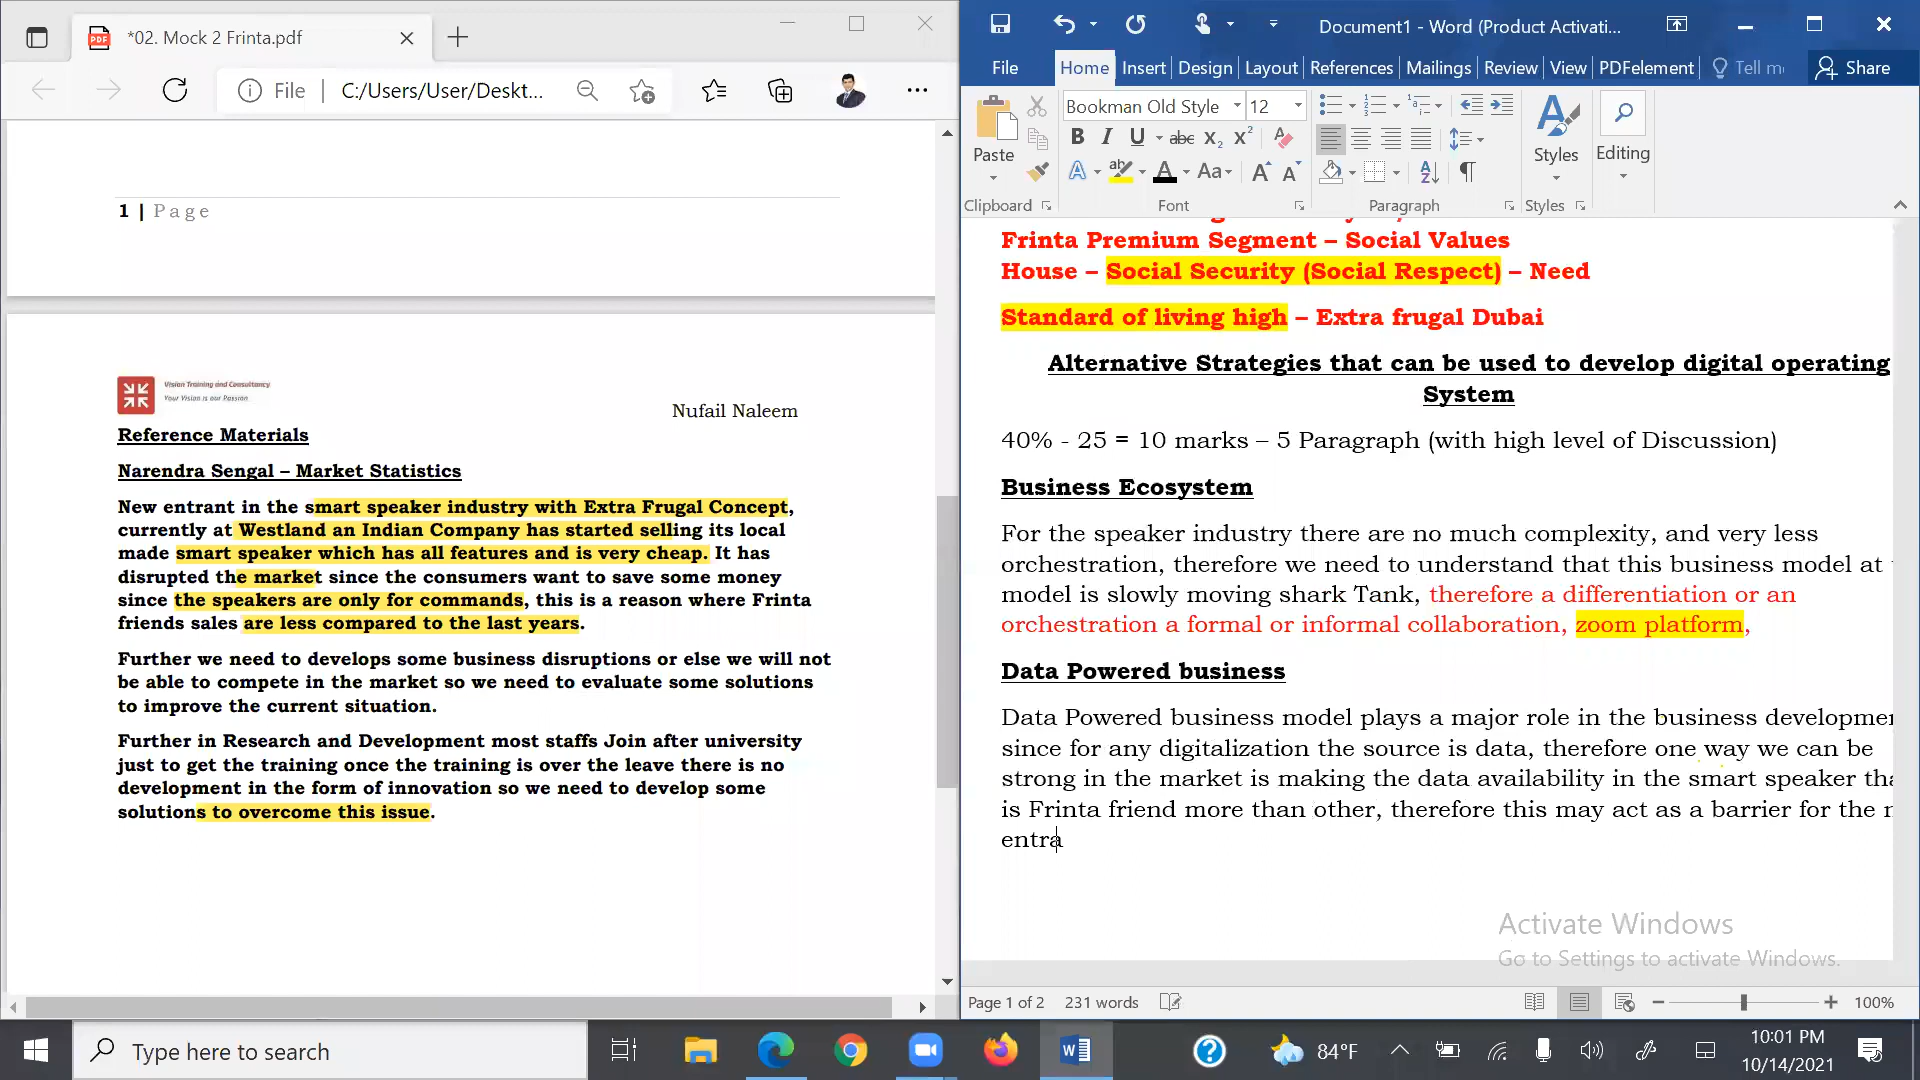 *02. Mock 2 Frinta.pdf
File
C:/Users/User/Deskt...
1 | Page
Vision Training and Consultancy
Your Vision is our Passion
Nufail Naleem
Reference Materials
Narendra Sengal – Market Statistics
New entrant in the smart speaker industry with Extra Frugal Concept,
currently at Westland an Indian Company has started selling its local
made smart speaker which has all features and is very cheap. It has
disrupted the market since the consumers want to save some money
since the speakers are only for commands, this is a reason where Frinta
friends sales are less compared to the last years.
Further we need to develops some business disruptions or else we will not
be able to compete in the market so we need to evaluate some solutions
to improve the current situation.
Further in Research and Development most staffs Join after university
just to get the training once the training is over the leave there is no
development in the form of innovation so we need to develop some
solutions to overcome this issue.
Document1 - Word (Product Activati...
File Home Insert Design Layout References Mailings Review View PDFelement Tell m Share
Paste
Bookman Old Style 12
Styles
Editing
Clipboard Font Paragraph Styles
Frinta Premium Segment – Social Values
House – Social Security (Social Respect) – Need
Standard of living high – Extra frugal Dubai
Alternative Strategies that can be used to develop digital operating
System
40% - 25 = 10 marks – 5 Paragraph (with high level of Discussion)
Business Ecosystem
For the speaker industry there are no much complexity, and very less
orchestration, therefore we need to understand that this business model at
model is slowly moving shark Tank, therefore a differentiation or an
orchestration a formal or informal collaboration, zoom platform,
Data Powered business
Data Powered business model plays a major role in the business developme
since for any digitalization the source is data, therefore one way we can be
strong in the market is making the data availability in the smart speaker tha
is Frinta friend more than other, therefore this may act as a barrier for the
entra
Activate Windows
Go to Settings to activate Windows.
Page 1 of 2 231 words
100%
Type here to search
84°F
10:01 PM
10/14/2021